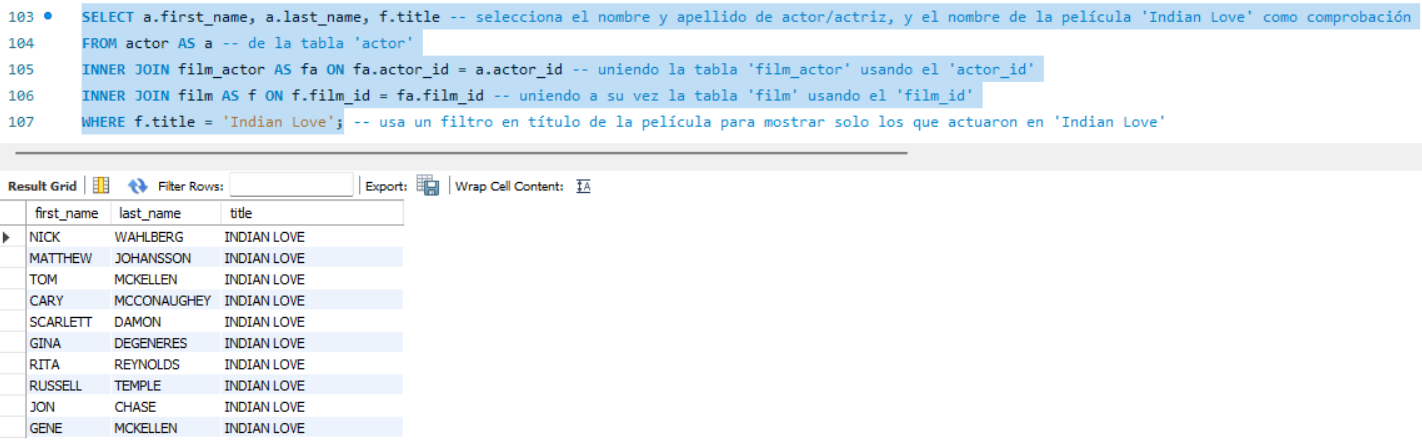 103 SELECT a.first_name, a.last_name, f.title -- selecciona el nombre y apellido de actor/actriz, y el nombre de la película 'Indian Love' como comprobación
104 FROM actor AS a -- de la tabla 'actor'
105 INNER JOIN film_actor AS fa ON fa.actor_id = a.actor_id -- uniendo la tabla 'film_actor' usando el 'actor_id'
106 INNER JOIN film AS f ON f.film_id = fa.film_id -- uniendo a su vez la tabla 'film' usando el 'film_id'
107 WHERE f.title = 'Indian Love'; -- usa un filtro en título de la película para mostrar solo los que actuaron en 'Indian Love'
Result Grid Filter Rows: Export: Wrap Cell Content: IA
first_name last_name title
NICK WAHLBERG INDIAN LOVE
MATTHEW JOHANSSON INDIAN LOVE
TOM MCKELLEN INDIAN LOVE
CARY MCCONAUGHEY INDIAN LOVE
SCARLETT DAMON INDIAN LOVE
GINA DEGENERES INDIAN LOVE
RITA REYNOLDS INDIAN LOVE
RUSSELL TEMPLE INDIAN LOVE
JON CHASE INDIAN LOVE
GENE MCKELLEN INDIAN LOVE